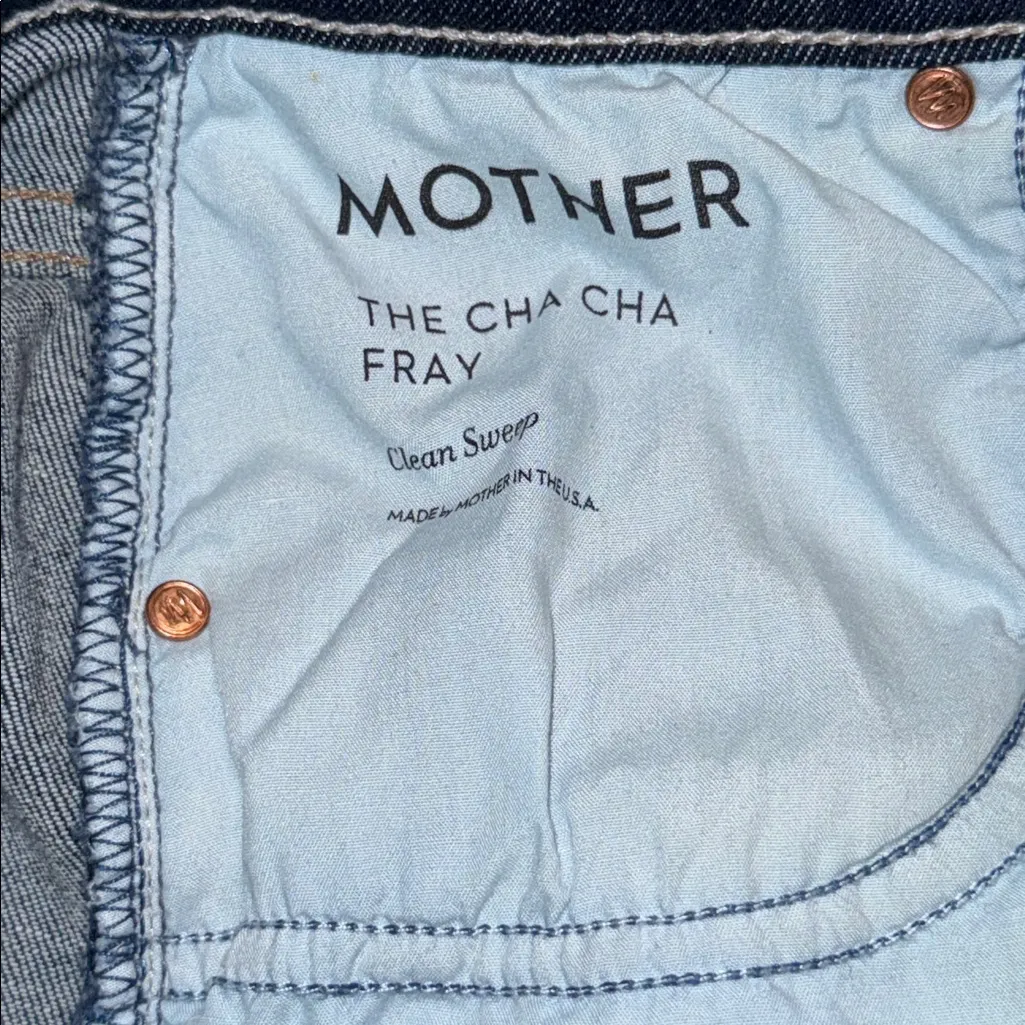 MOTHER
THE CHA CHA
FRAY
Clean Sweep
MADE by MOTHER IN THE U.S.A.